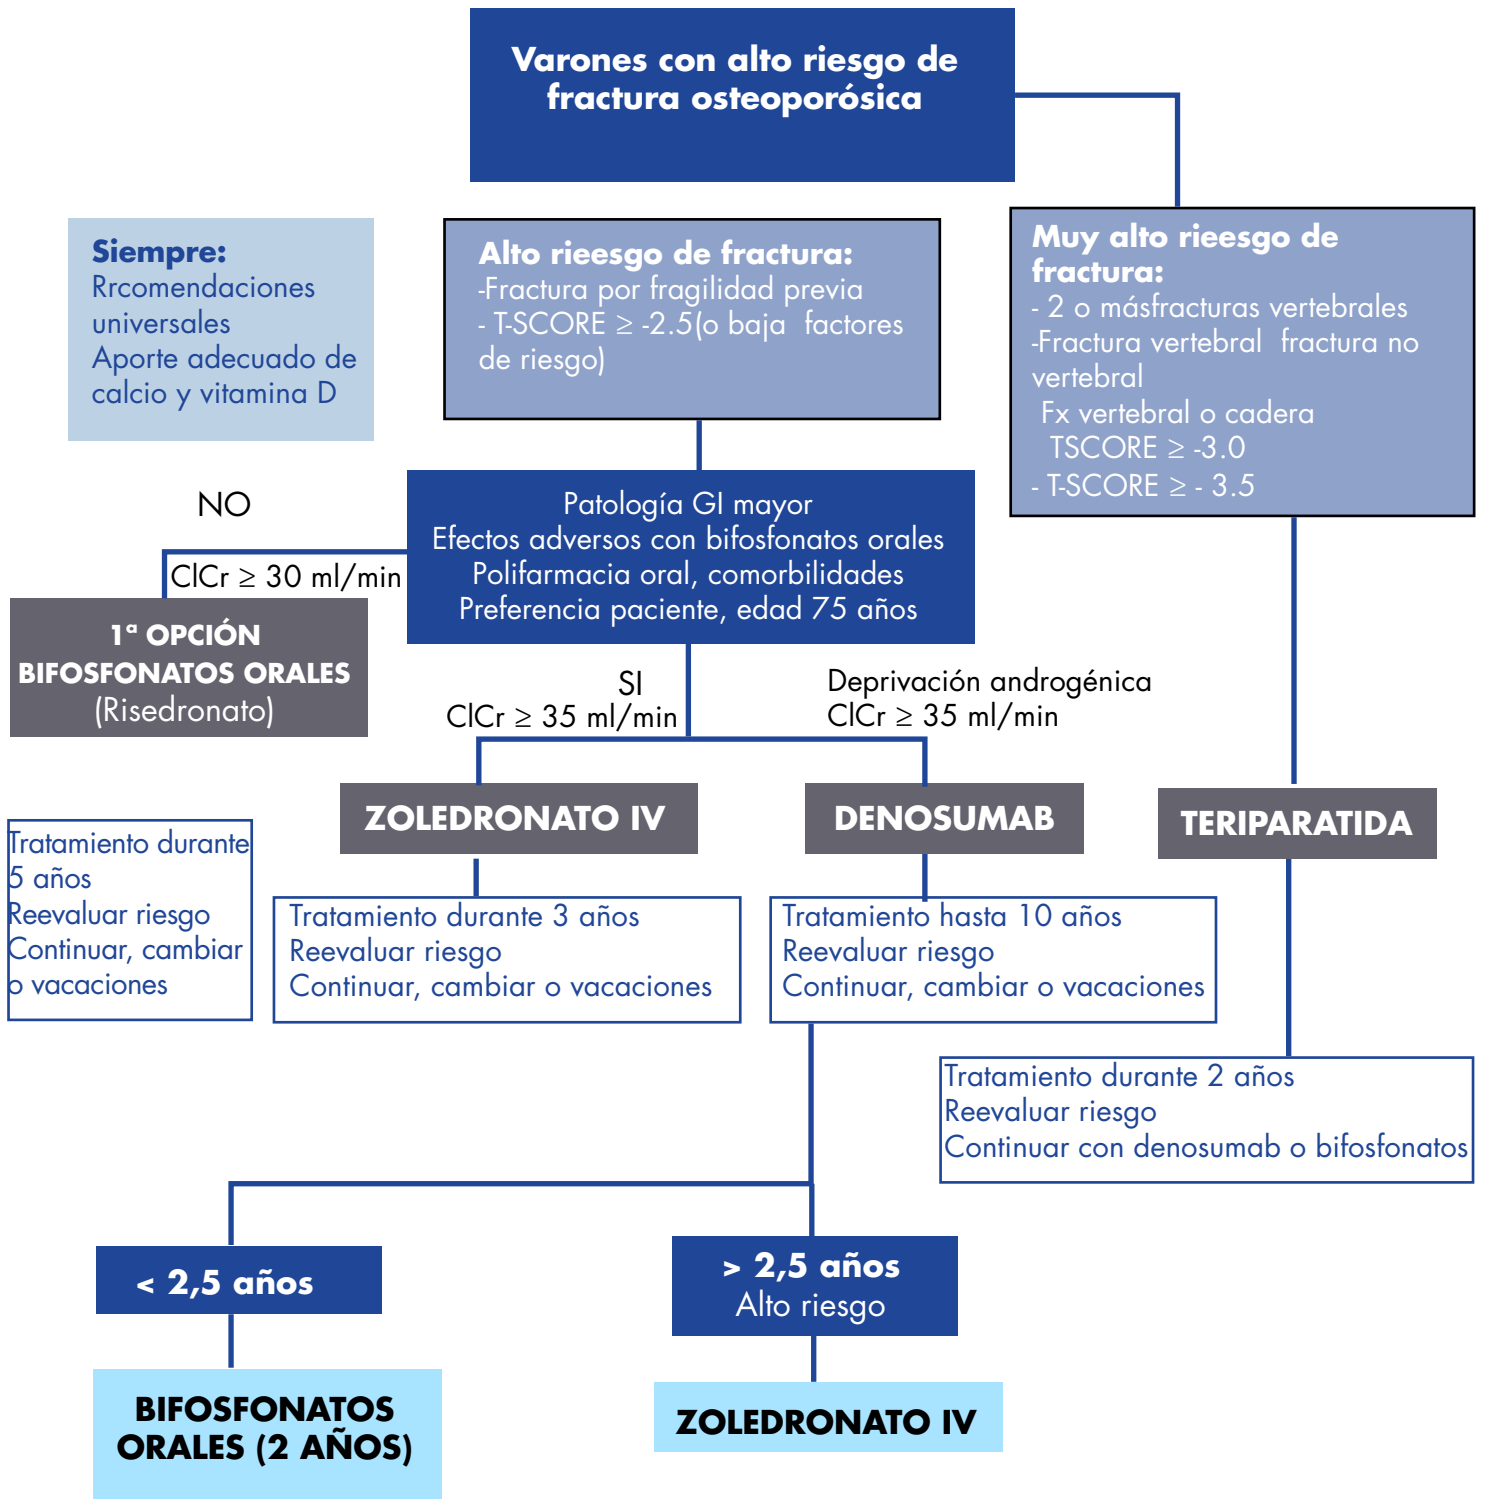 Varones con alto riesgo de
fractura osteoporósica
Siempre:
Rrcomendaciones
universales
Aporte adecuado de
calcio y vitamina D
Alto rieesgo de fractura:
-Fractura por fragilidad previa
- T-SCORE ≥ -2.5(o baja factores
de riesgo)
Muy alto rieesgo de
fractura:
- 2 o másfracturas vertebrales
-Fractura vertebral fractura no
vertebral
Fx vertebral o cadera
TSCORE ≥ -3.0
- T-SCORE ≥ - 3.5
Patología GI mayor
Efectos adversos con bifosfonatos orales
Polifarmacia oral, comorbilidades
Preferencia paciente, edad 75 años
NO
ClCr ≥ 30 ml/min
1ª OPCIÓN
BIFOSFONATOS ORALES
(Risedronato)
SI
ClCr ≥ 35 ml/min
Deprivación androgénica
ClCr ≥ 35 ml/min
ZOLEDRONATO IV
DENOSUMAB
TERIPARATIDA
Tratamiento durante
5 años
Reevaluar riesgo
Continuar, cambiar
o vacaciones
Tratamiento durante 3 años
Reevaluar riesgo
Continuar, cambiar o vacaciones
Tratamiento hasta 10 años
Reevaluar riesgo
Continuar, cambiar o vacaciones
Tratamiento durante 2 años
Reevaluar riesgo
Continuar con denosumab o bifosfonatos
< 2,5 años
> 2,5 años
Alto riesgo
BIFOSFONATOS
ORALES (2 AÑOS)
ZOLEDRONATO IV